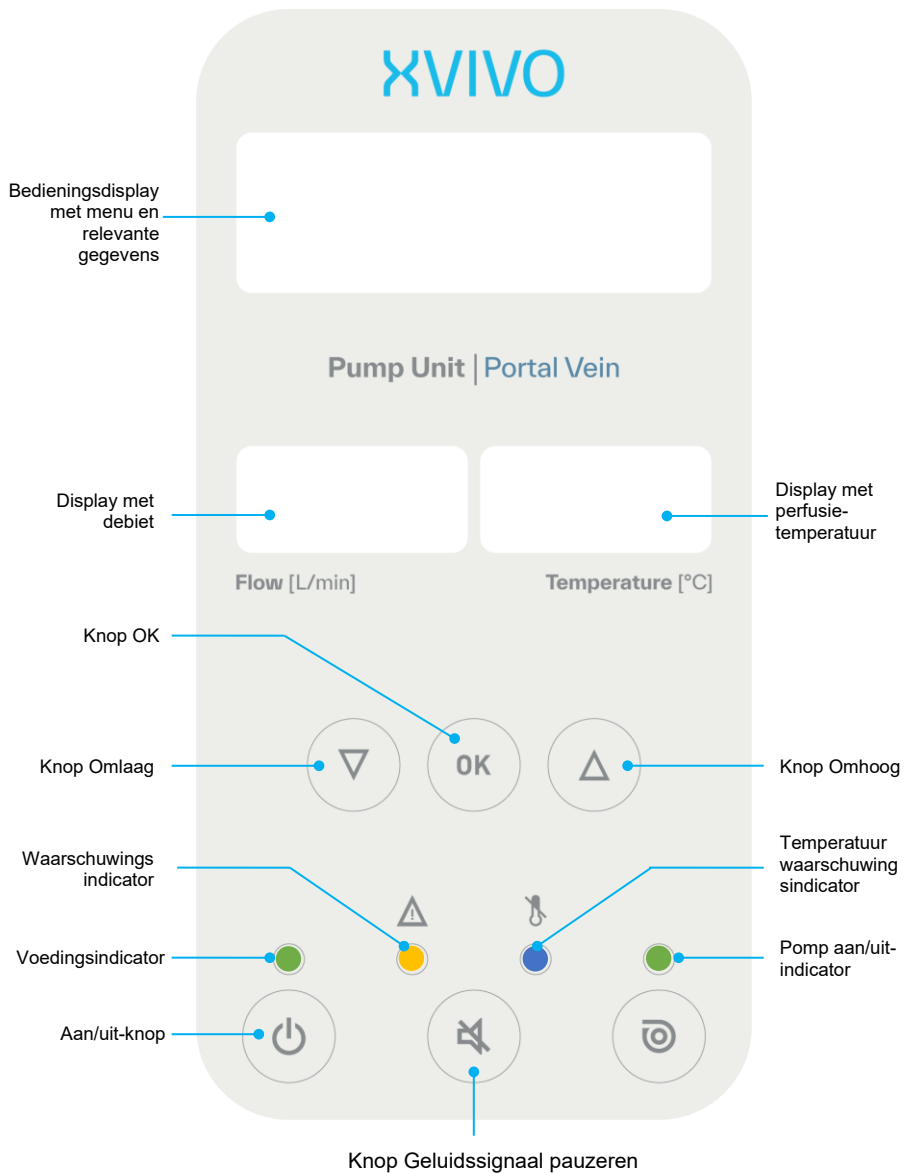 XVIVO
Bedieningsdisplay
met menu en
relevante
gegevens
Pump Unit | Portal Vein
Display met
debiet
Display met
perfusie-
temperatuur
Flow [L/min]
Temperature [°C]
Knop OK
Knop Omlaag
OK
Knop Omhoog
Waarschuwings
indicator
Temperatuur
waarschuwing
sindicator
Voedingsindicator
Pomp aan/uit-
indicator
Aan/uit-knop
Knop Geluidssignaal pauzeren